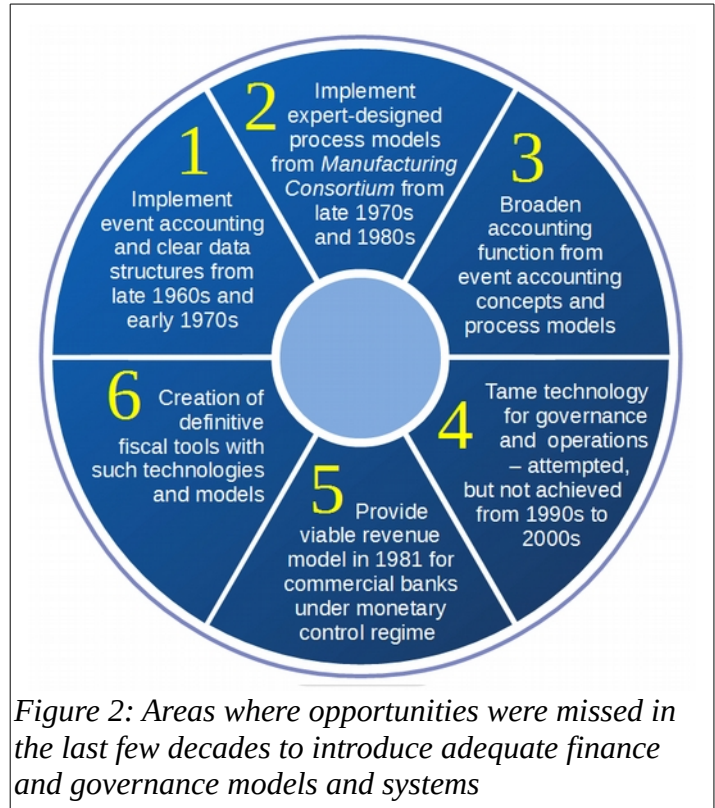 1
Implement
event accounting
and clear data
structures from
late 1960s and
early 1970s
2 Implement
expert-designed
process models
from Manufacturing
Consortium from
late 1970s
and 1980s
3
Broaden
accounting
function from
event accounting
concepts and
process models
4 Tame technology
for governance
and operations
– attempted,
but not achieved
from 1990s to
2000s
5 Provide
viable revenue
model in 1981 for
commercial banks
under monetary
control regime
6 Creation of
definitive
fiscal tools with
such technologies
and models
Figure 2: Areas where opportunities were missed in
the last few decades to introduce adequate finance
and governance models and systems